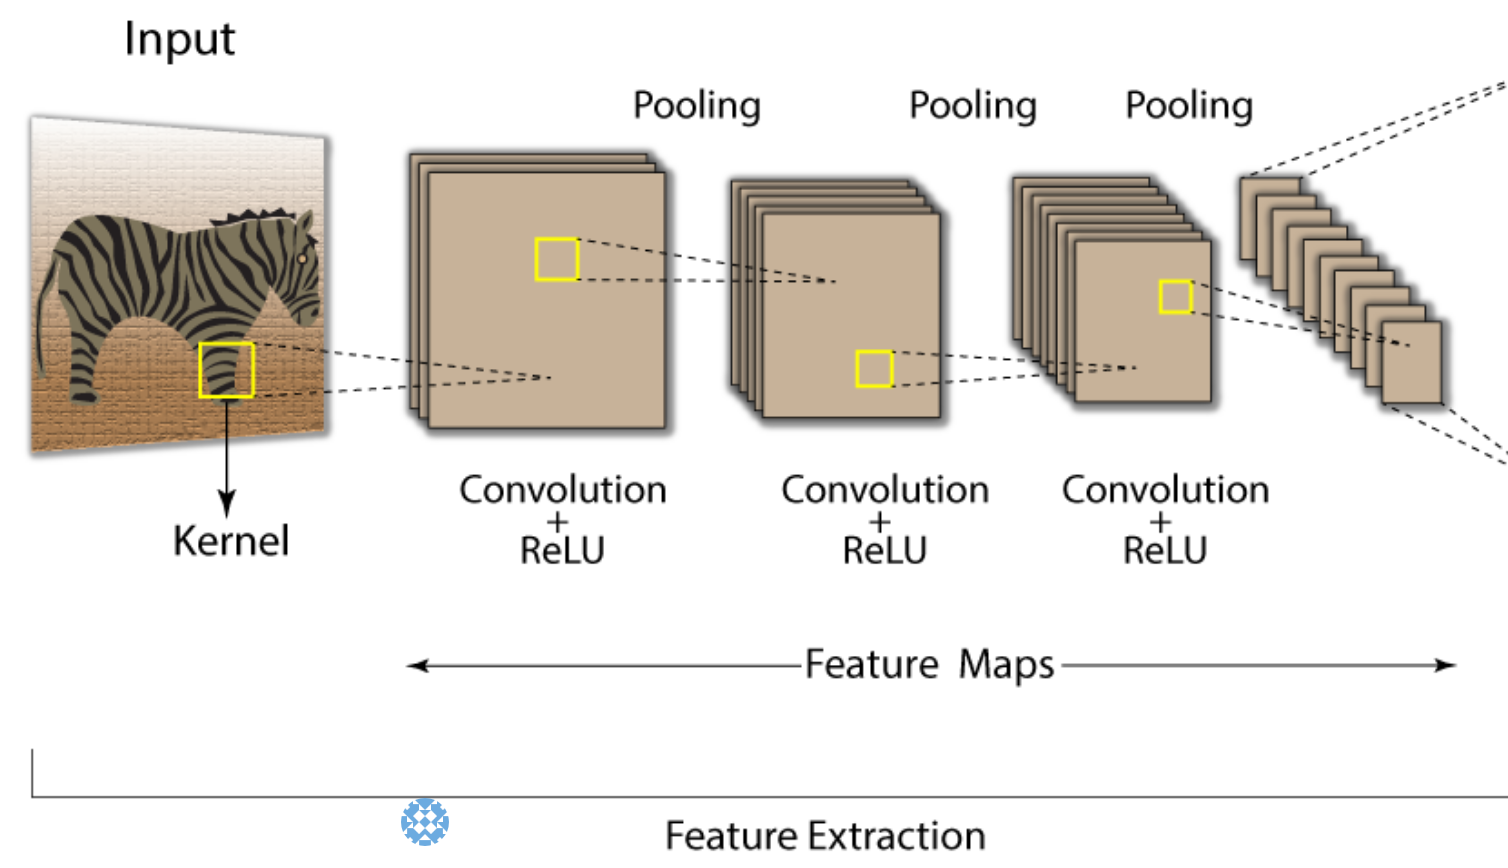 Input
Pooling
Pooling
Pooling
Convolution
+
ReLU
Convolution
+
ReLU
Convolution
+
ReLU
Kernel
Feature Maps
Feature Extraction